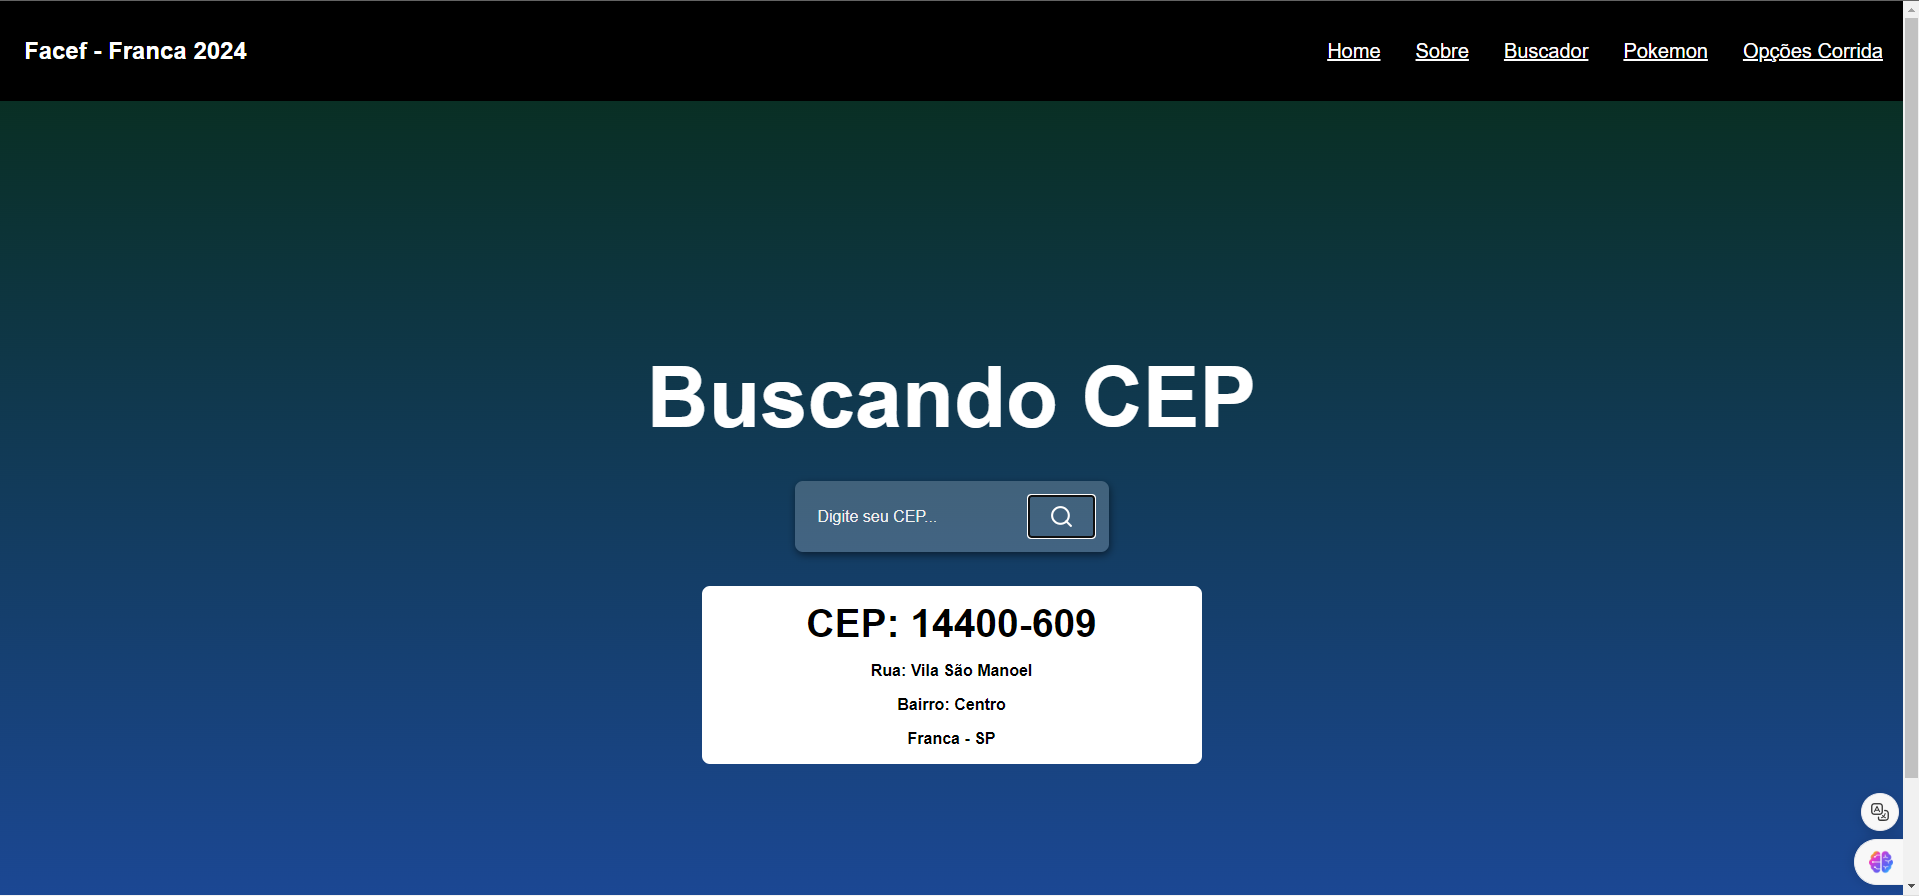 Facef - Franca 2024
Home Sobre Buscador Pokemon Opções Corrida
Buscando CEP
Digite seu CEP...
CEP: 14400-609
Rua: Vila São Manoel
Bairro: Centro
Franca - SP